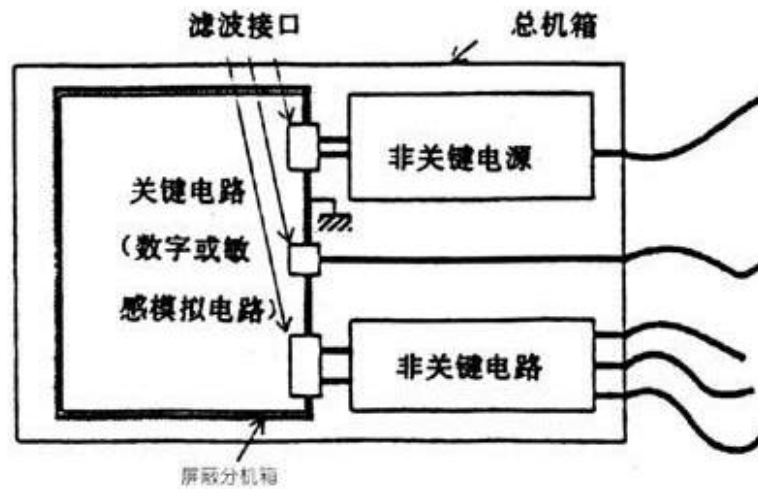 滤波接口
总机箱
非关键电源
关键电路
（数字或敏
感模拟电路）
非关键电路
屏蔽分机箱